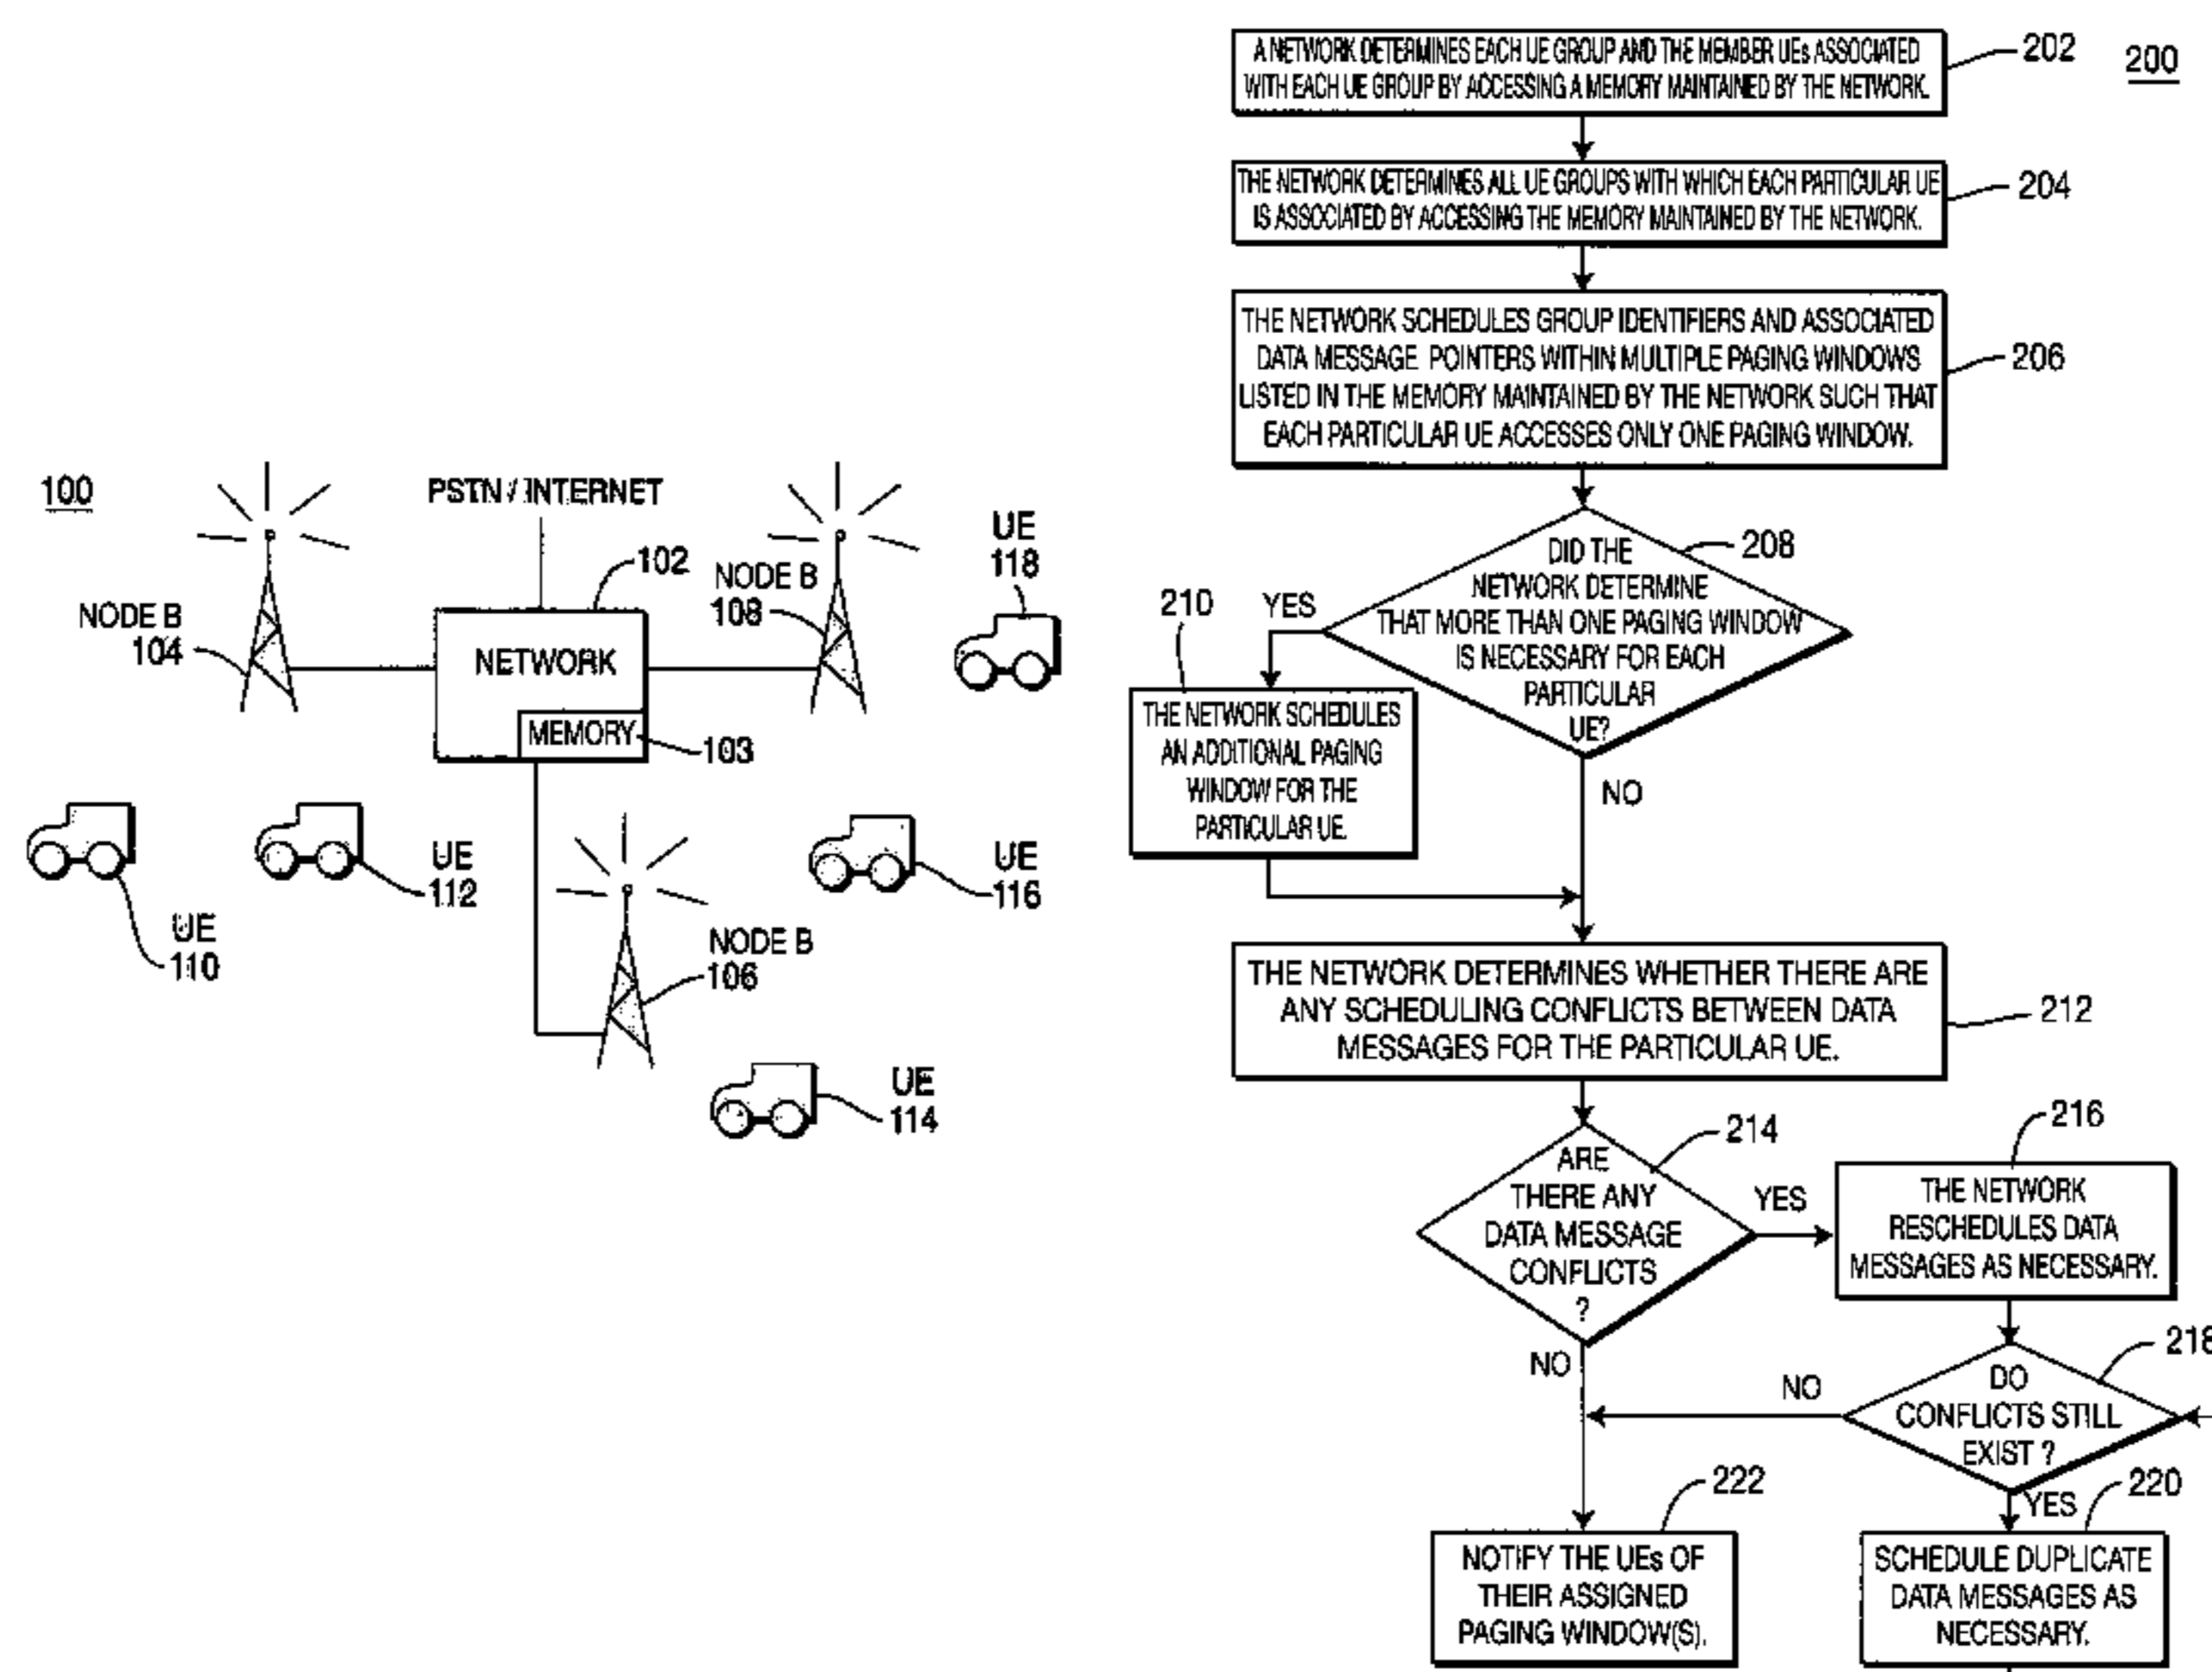 100
PSTN / INTERNET
NODE B
104
102
NETWORK
MEMORY
103
NODE B
108
UE
118
UE
110
UE
112
UE
116
NODE B
106
UE
114
200
A NETWORK DETERMINES EACH UE GROUP AND THE MEMBER UEs ASSOCIATED
WITH EACH UE GROUP BY ACCESSING A MEMORY MAINTAINED BY THE NETWORK.
202
THE NETWORK DETERMINES ALL UE GROUPS WITH WHICH EACH PARTICULAR UE
IS ASSOCIATED BY ACCESSING THE MEMORY MAINTAINED BY THE NETWORK.
204
THE NETWORK SCHEDULES GROUP IDENTIFIERS AND ASSOCIATED
DATA MESSAGE POINTERS WITHIN MULTIPLE PAGING WINDOWS
LISTED IN THE MEMORY MAINTAINED BY THE NETWORK SUCH THAT
EACH PARTICULAR UE ACCESSES ONLY ONE PAGING WINDOW.
206
DID THE
NETWORK DETERMINE
THAT MORE THAN ONE PAGING WINDOW
IS NECESSARY FOR EACH
PARTICULAR
UE?
208
YES
NO
210
THE NETWORK SCHEDULES
AN ADDITIONAL PAGING
WINDOW FOR THE
PARTICULAR UE.
THE NETWORK DETERMINES WHETHER THERE ARE
ANY SCHEDULING CONFLICTS BETWEEN DATA
MESSAGES FOR THE PARTICULAR UE.
212
ARE
THERE ANY
DATA MESSAGE
CONFLICTS
?
214
YES
NO
216
THE NETWORK
RESCHEDULES DATA
MESSAGES AS NECESSARY.
DO
CONFLICTS STILL
EXIST ?
218
NO
YES
222
NOTIFY THE UEs OF
THEIR ASSIGNED
PAGING WINDOW(S).
220
SCHEDULE DUPLICATE
DATA MESSAGES AS
NECESSARY.